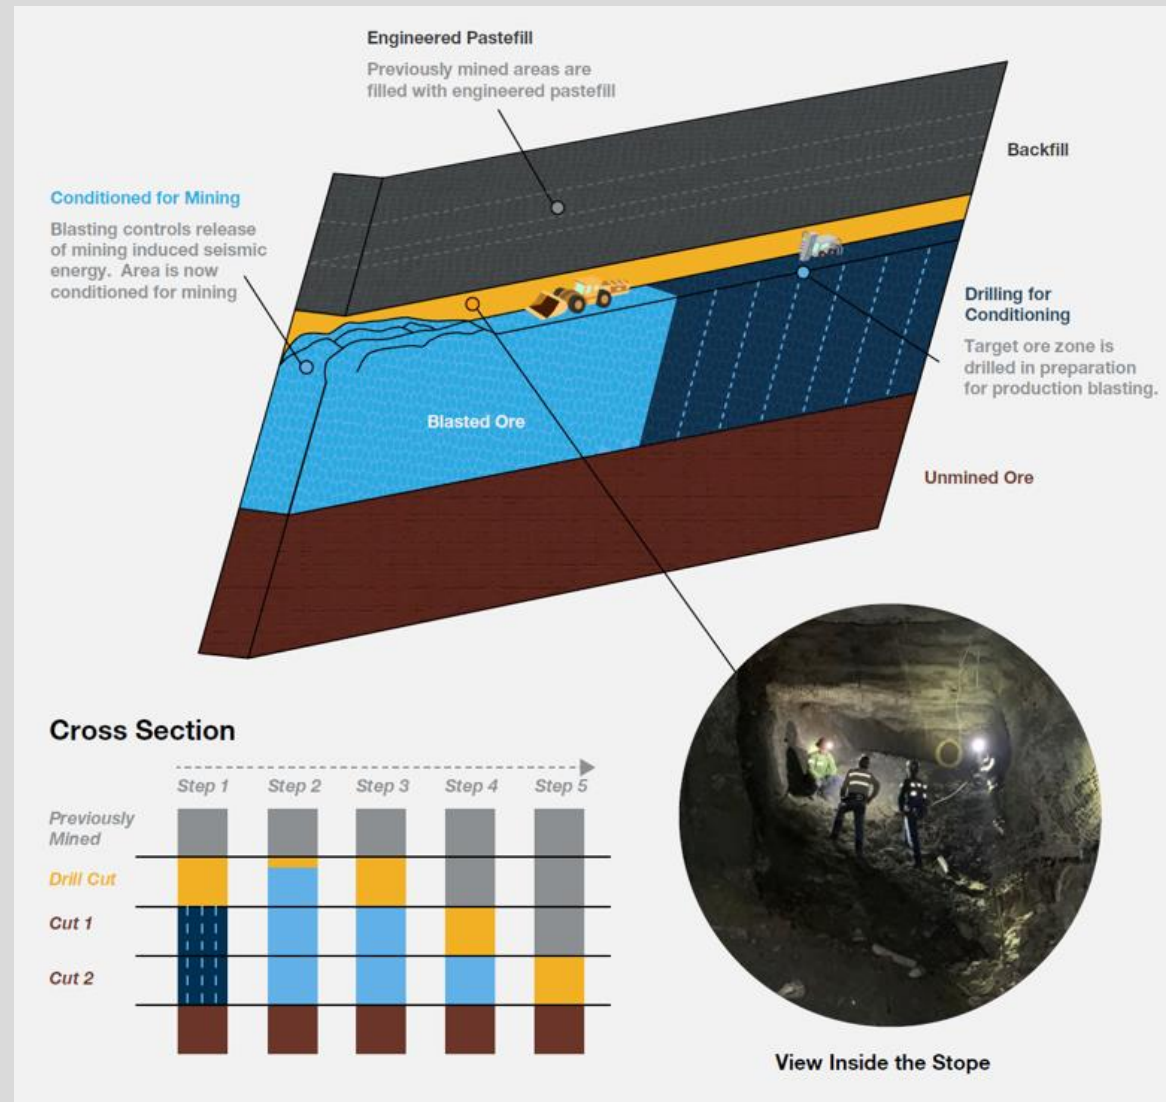 Engineered Pastefill
Previously mined areas are
filled with engineered pastefill
Backfill
Conditioned for Mining
Blasting controls release
of mining induced seismic
energy.  Area is now
conditioned for mining
Drilling for
Conditioning
Target ore zone is
drilled in preparation
for production blasting.
Blasted Ore
Unmined Ore
Cross Section
Step 1
Step 2
Step 3
Step 4
Step 5
Previously
Mined
Drill Cut
Cut 1
Cut 2
View Inside the Stope